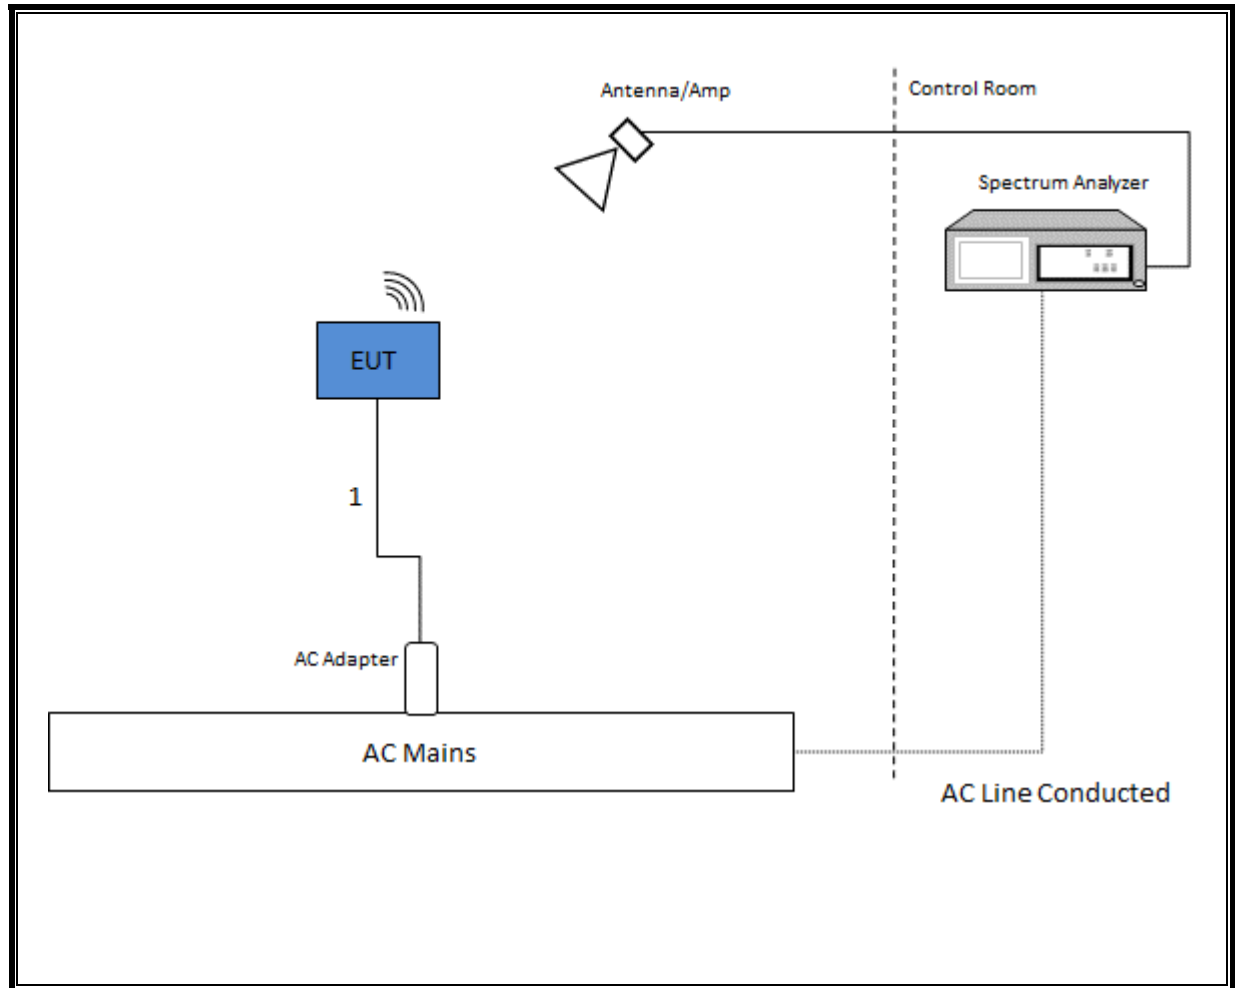 Antenna/Amp
Control Room
Spectrum Analyzer
EUT
1
AC Adapter
AC Mains
AC Line Conducted